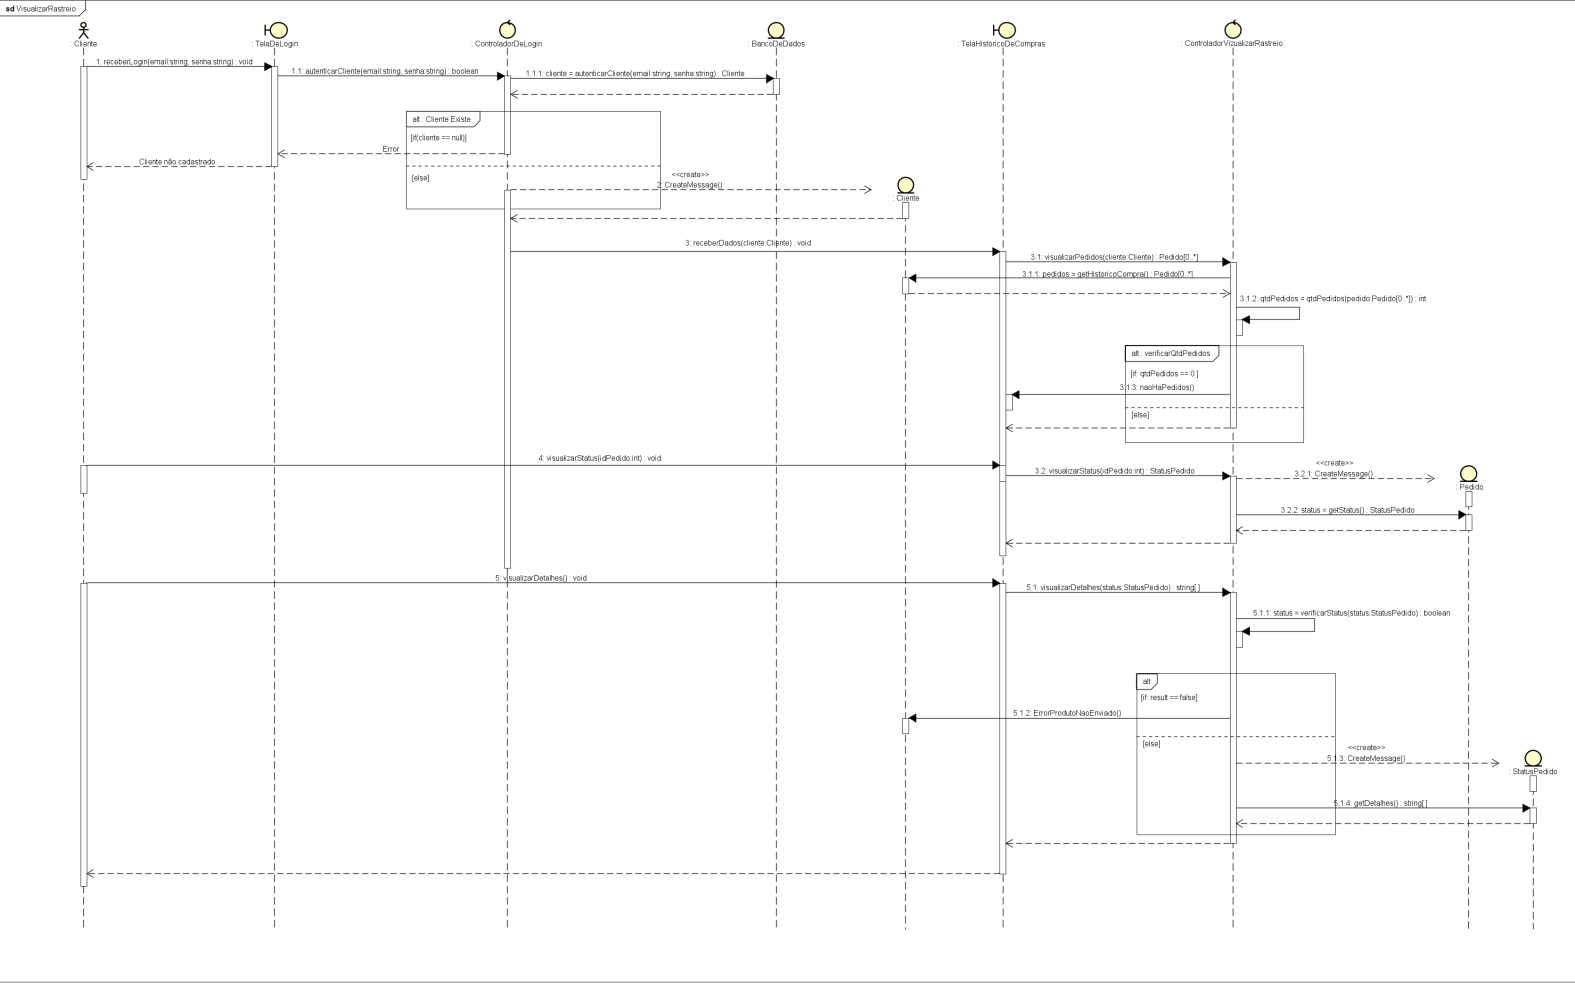 sd VisualizarRastreio
: Cliente
: TelaDeLogin
: ControladorDeLogin
: BancoDeDados
: TelaHistóricoDeCompras
: ControladorVizualizarRastreio
1: receberLogin(email:string, senha:string) : void
1.1: autenticarCliente(email:string, senha:string) : boolean
1.1.1: cliente = autenticarCliente(email:string, senha:string) : Cliente
alt : Cliente Existe
[if(cliente == null)]
Error
Cliente não cadastrado
[else]
<<create>>
2: CreateMessage()
: Cliente
3: receberDados(cliente:Cliente) : void
3.1: visualizarPedidos(cliente:Cliente) : Pedido[0..*]
3.1.1: pedidos = getHistoricoCompra() : Pedido[0..*]
3.1.2: qtdPedidos = qtdPedidos(pedido:Pedido[0..*]) : int
alt : verificarQtdPedidos
[if: qtdPedidos == 0 ]
3.1.3: naoHaPedidos()
[else]
4: visualizarStatus(idPedido:int) : void
3.2: visualizarStatus(idPedido:int) : StatusPedido
<<create>>
3.2.1: CreateMessage()
: Pedido
3.2.2: status = getStatus() : StatusPedido
5: visualizarDetalhes() : void
5.1: visualizarDetalhes(status:StatusPedido) : string[ ]
5.1.1: status = verificarStatus(status:StatusPedido) : boolean
alt
[if: result == false]
5.1.2: ErrorProdutoNaoEnviado()
[else]
<<create>>
5.1.3: CreateMessage()
: StatusPedido
5.1.4: getDetalhes() : string[ ]